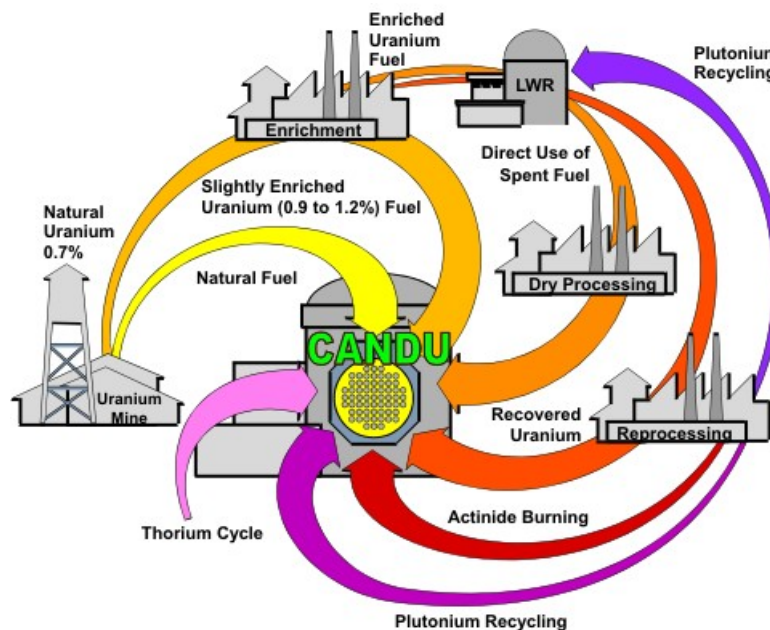 Enriched
Uranium
Fuel
LWR
Plutonium
Recycling
Enrichment
Direct Use of
Spent Fuel
Slightly Enriched
Uranium (0.9 to 1.2%) Fuel
Natural
Uranium
0.7%
Natural Fuel
Dry Processing
CANDU
Uranium
Mine
Recovered
Uranium
Reprocessing
Thorium Cycle
Actinide Burning
Plutonium Recycling